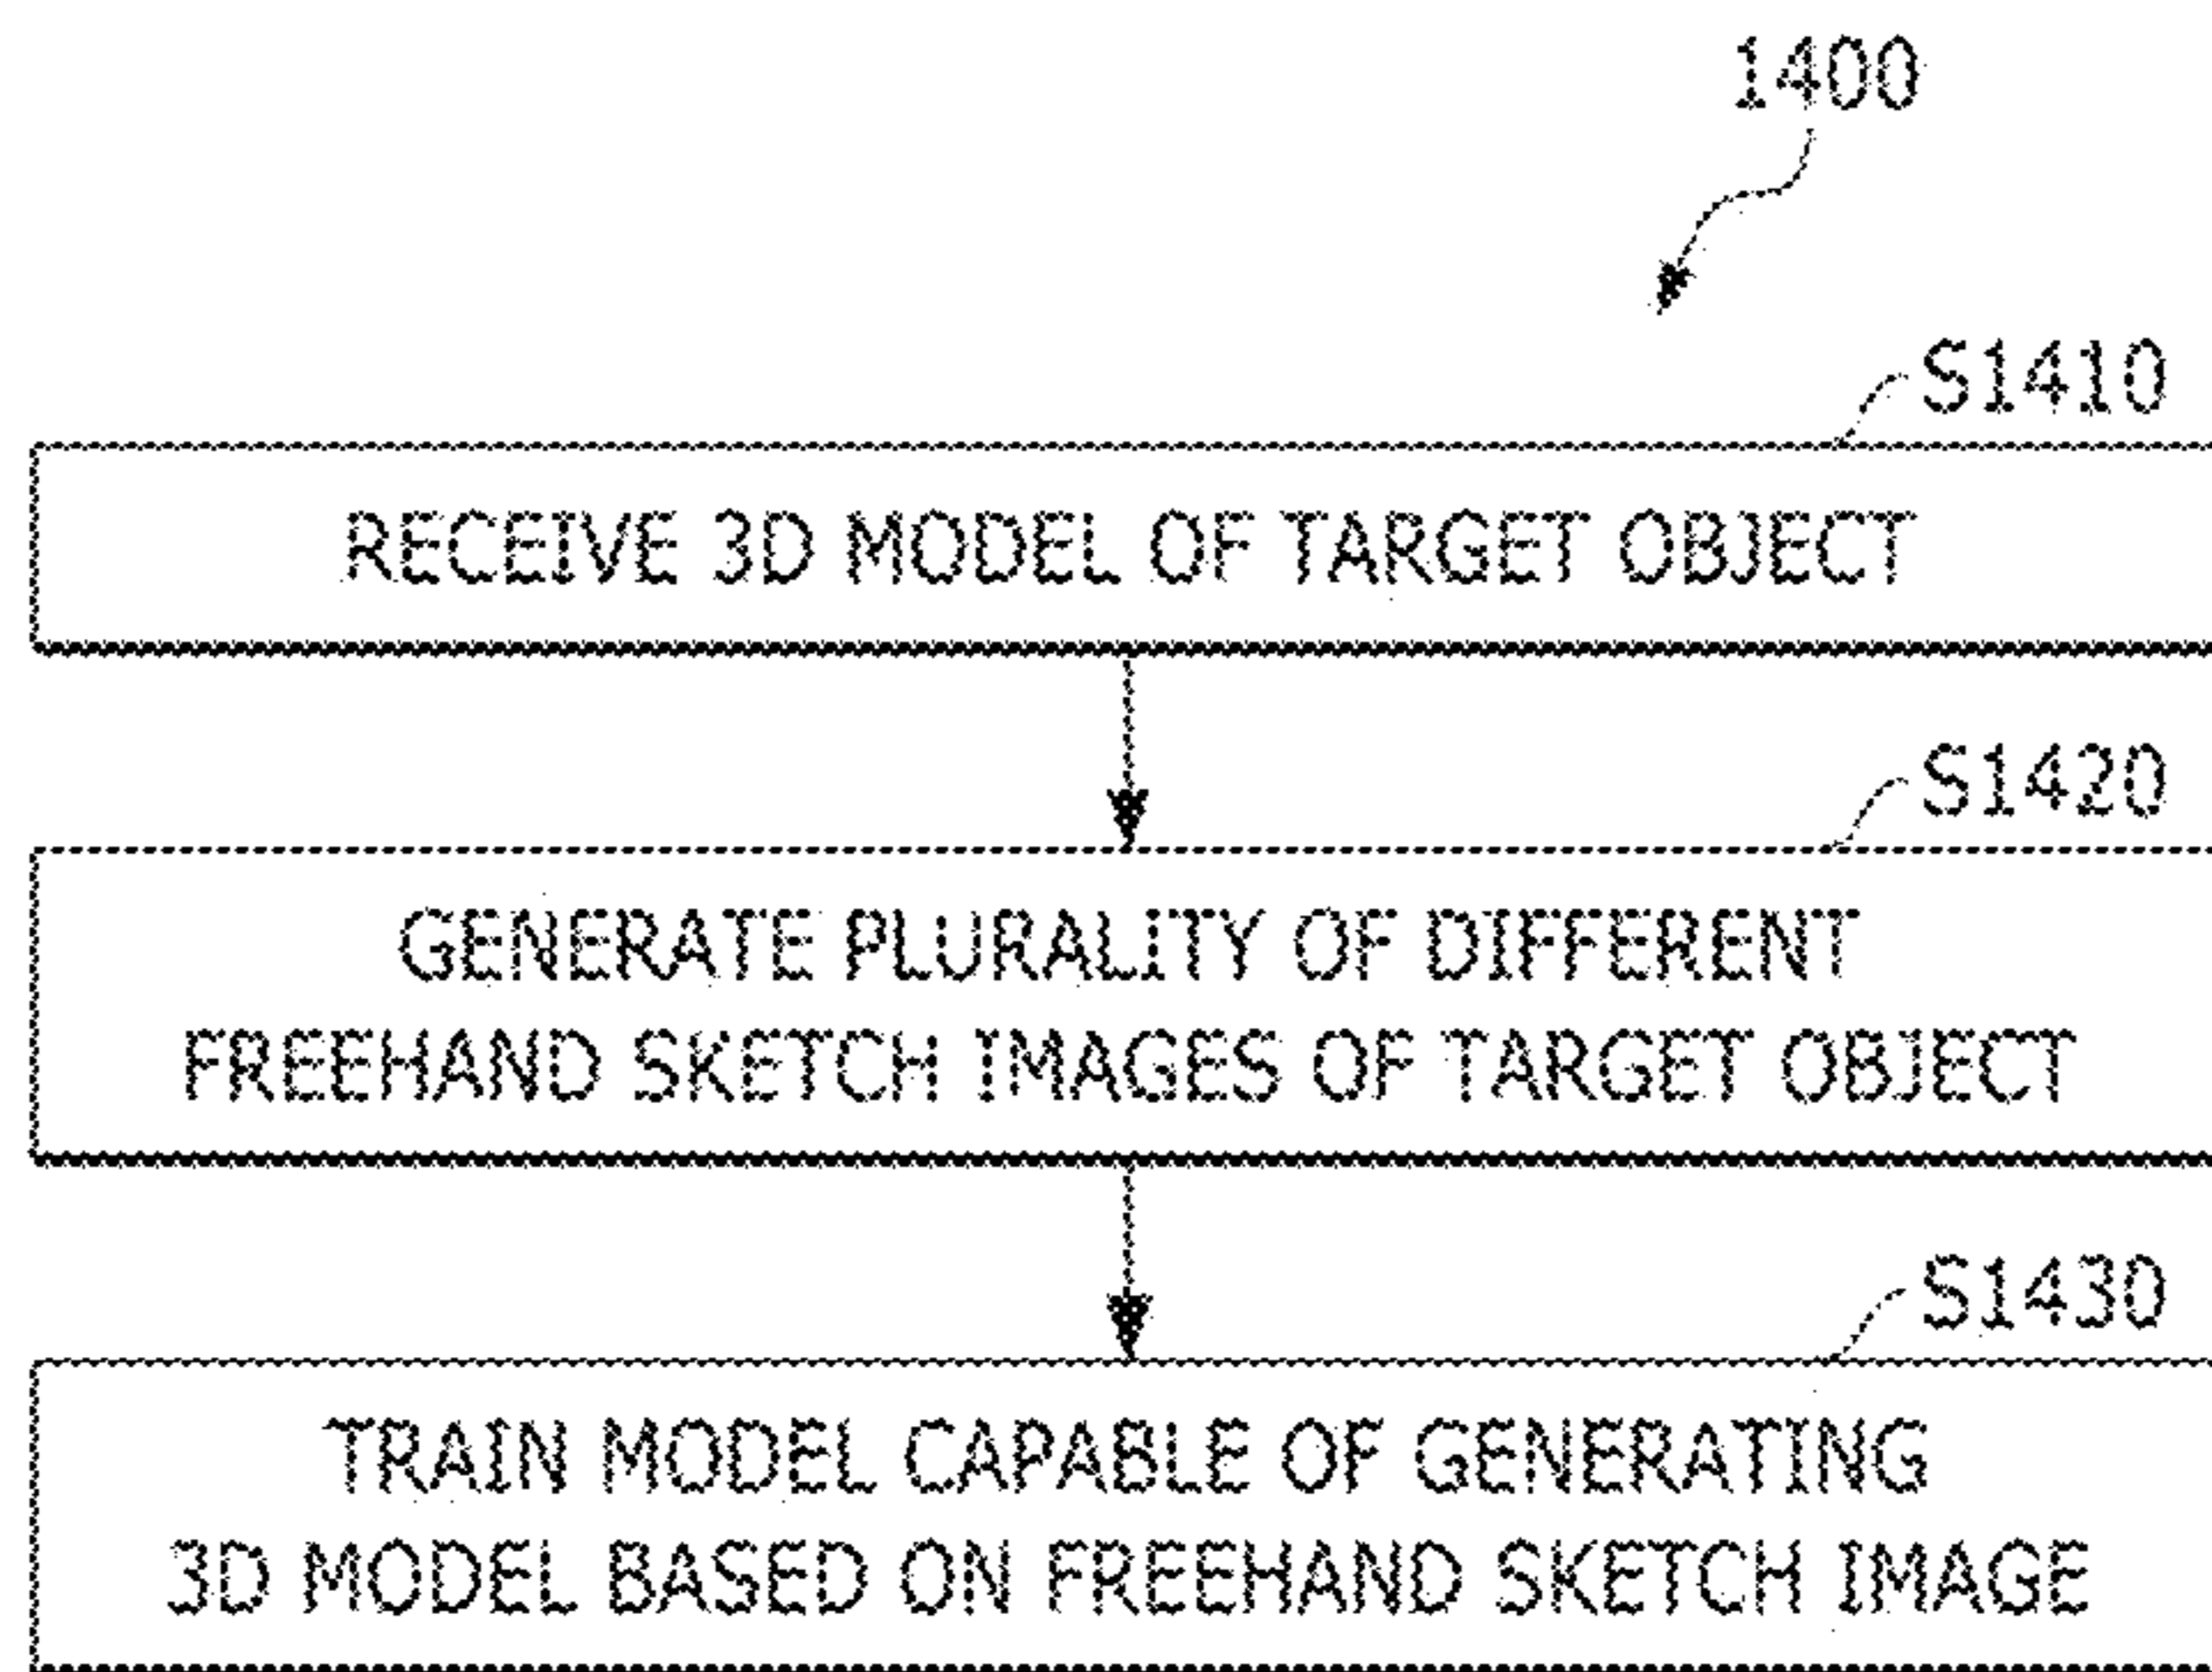 1400
S1410
RECEIVE 3D MODEL OF TARGET OBJECT
S1420
GENERATE PLURALITY OF DIFFERENT
FREEHAND SKETCH IMAGES OF TARGET OBJECT
S1430
TRAIN MODEL CAPABLE OF GENERATING
3D MODEL BASED ON FREEHAND SKETCH IMAGE